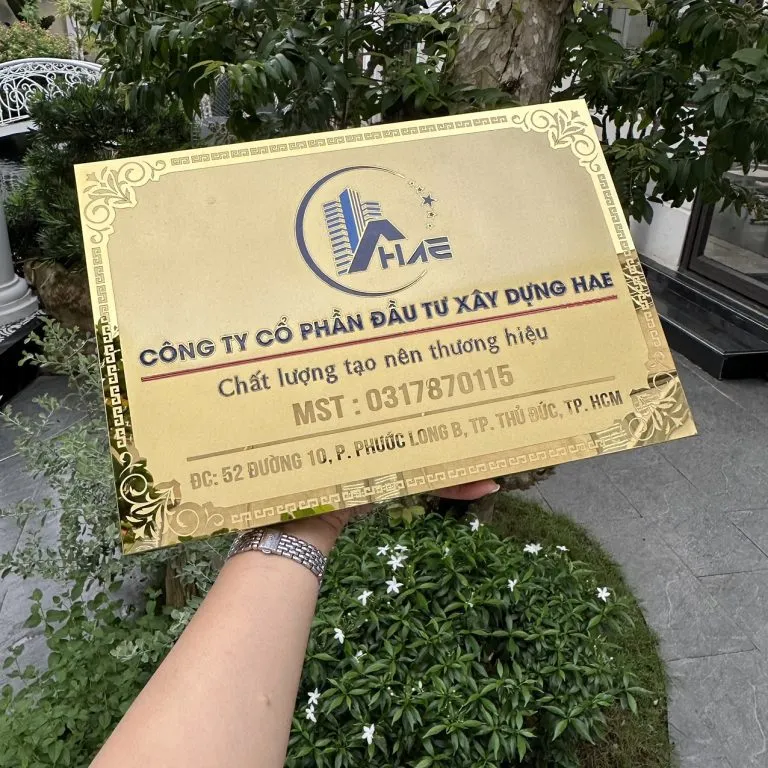 HAE
CÔNG TY CỔ PHẦN ĐẦU TƯ XÂY DỰNG HAE
Chất lượng tạo nên thương hiệu
MST : 0317870115
ĐC: 52 ĐƯỜNG 10, P. PHƯỚC LONG B, TP. THỦ ĐỨC, TP. HCM